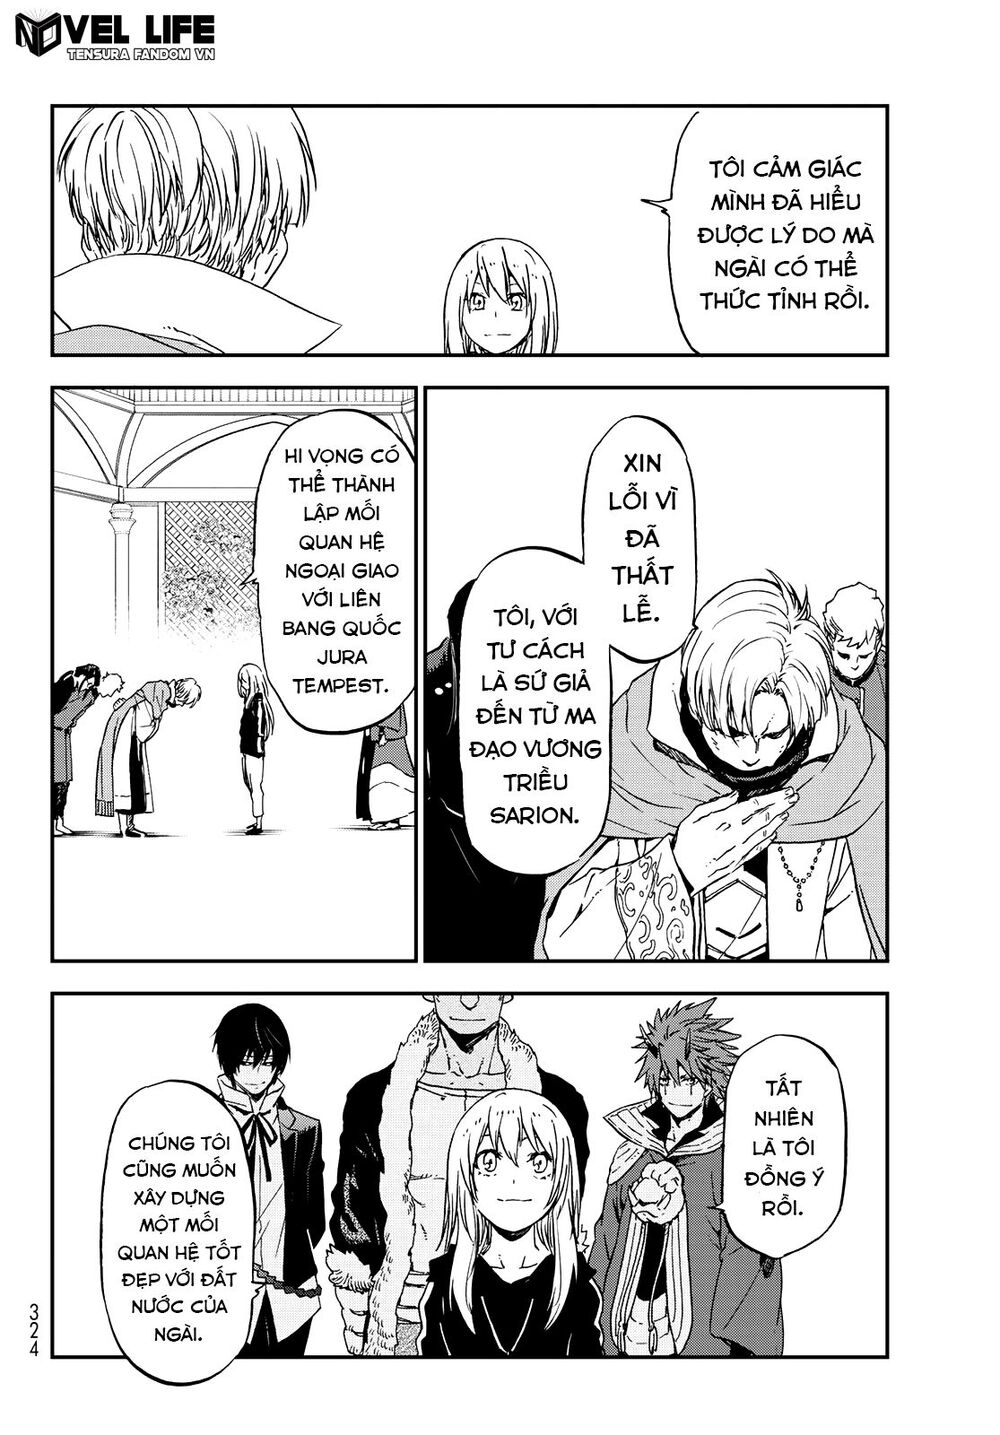 NOVEL LIFE
TENSURA FANDOM VN
TÔI CẢM GIÁC
MÌNH ĐÃ HIỂU
ĐƯỢC LÝ DO MÀ
NGÀI CÓ THỂ
THỨC TỈNH RỒI.
XIN
LỖI VÌ
ĐÃ
THẤT
LỄ.
TÔI, VỚI
TƯ CÁCH
LÀ SỨ GIẢ
ĐẾN TỪ MA
ĐẠO VƯƠNG
TRIỀU
SARION.
HI VỌNG CÓ
THỂ THÀNH
LẬP MỐI
QUAN HỆ
NGOẠI GIAO
VỚI LIÊN
BANG QUỐC
JURA
TEMPEST.
TẤT
NHIÊN
LÀ TÔI
ĐỒNG Ý
RỒI.
CHÚNG TÔI
CŨNG MUỐN
XÂY DỰNG
MỘT MỐI
QUAN HỆ TỐT
ĐẸP VỚI ĐẤT
NƯỚC CỦA
NGÀI.
324